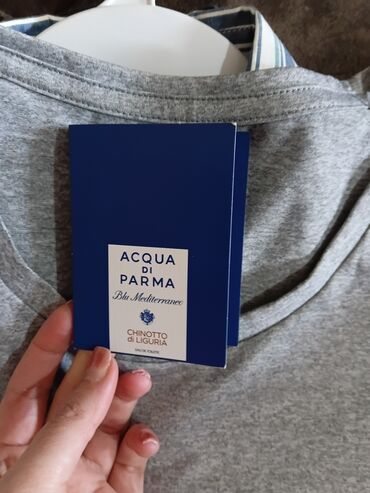 ACQUA
DI
PARMA
Blu Mediterraneo
CHINOTTO
di LIGURIA
EAU DE TOILETTE